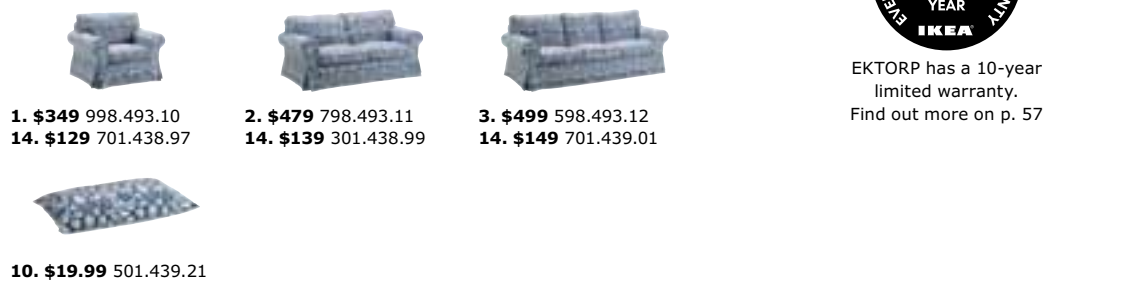 1. $349 998.493.10
14. $129 701.438.97
2. $479 798.493.11
14. $139 301.438.99
3. $499 598.493.12
14. $149 701.439.01
10. $19.99 501.439.21
YEAR
IKEA
EKTORP has a 10-year
limited warranty.
Find out more on p. 57